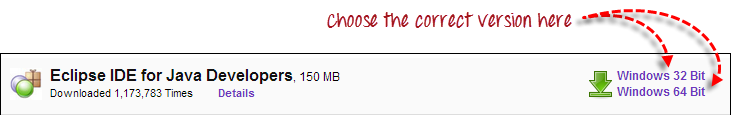 Choose the correct version here
Eclipse IDE for Java Developers, 150 MB
Downloaded 1,173,783 Times Details
Windows 32 Bit
Windows 64 Bit